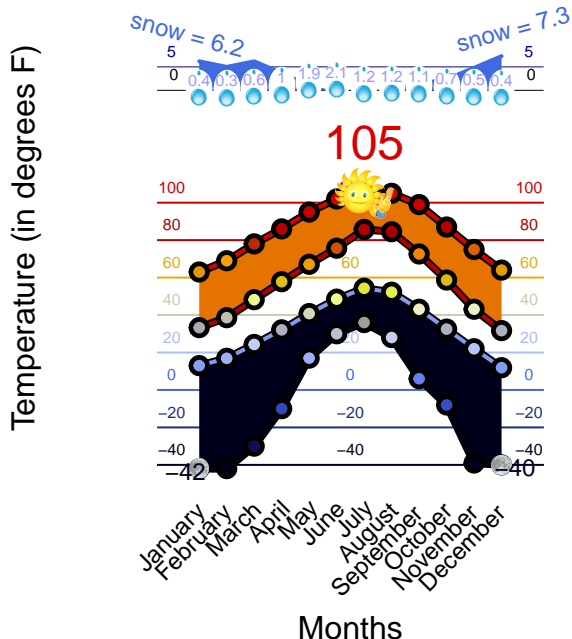 snow = 6.2
snow = 7.3
5
5
0
0
0.4 0.3 0.6 1 1.9 2.1 1.2 1.2 1.1 0.7 0.5 0.4
105
100
100
80
80
60
60
60
40
40
20
20
20
0
0
0
−20
−20
−20
−40
−40
−40
−42
−40
January
February
March
April
May
June
July
August
September
October
November
December
Temperature (in degrees F)
Months